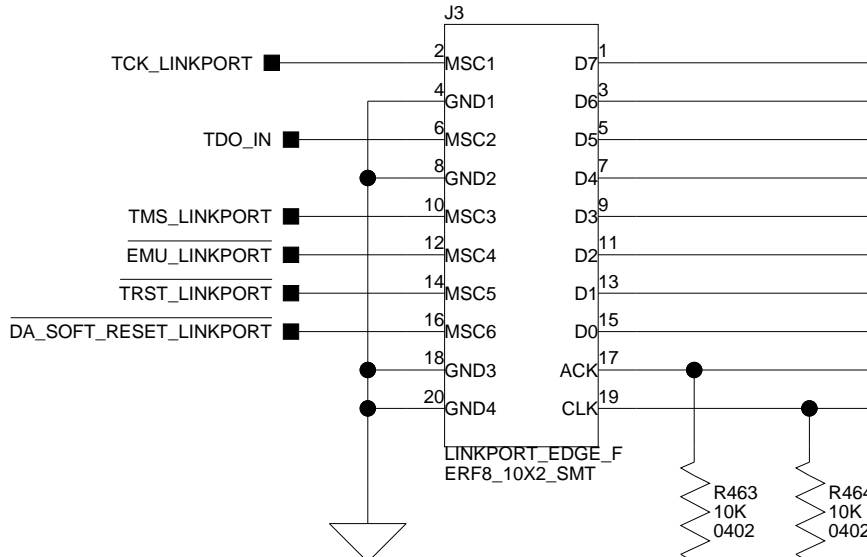 J3
TCK_LINKPORT 2 MSC1 D7 1
4 GND1 D6 3
TDO_IN 6 MSC2 D5 5
8 GND2 D4 7
TMS_LINKPORT 10 MSC3 D3 9
EMU_LINKPORT 12 MSC4 D2 11
TRST_LINKPORT 14 MSC5 D1 13
DA_SOFT_RESET_LINKPORT 16 MSC6 D0 15
18 GND3 ACK 17
20 GND4 CLK 19
LINKPORT_EDGE_F
ERF8_10X2_SMT
R463
10K
0402
R464
10K
0402